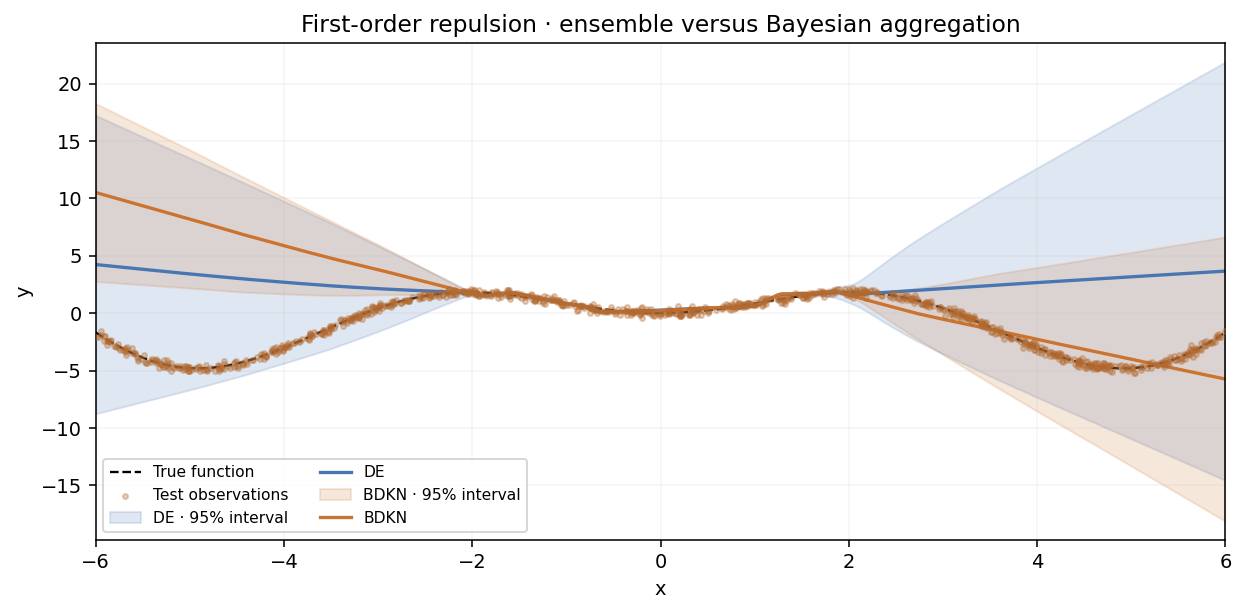 First-order repulsion · ensemble versus Bayesian aggregation
y
20
15
10
5
0
−5
−10
−15
True function
Test observations
DE · 95% interval
DE
BDKN · 95% interval
BDKN
−6
−4
−2
0
2
4
6
x